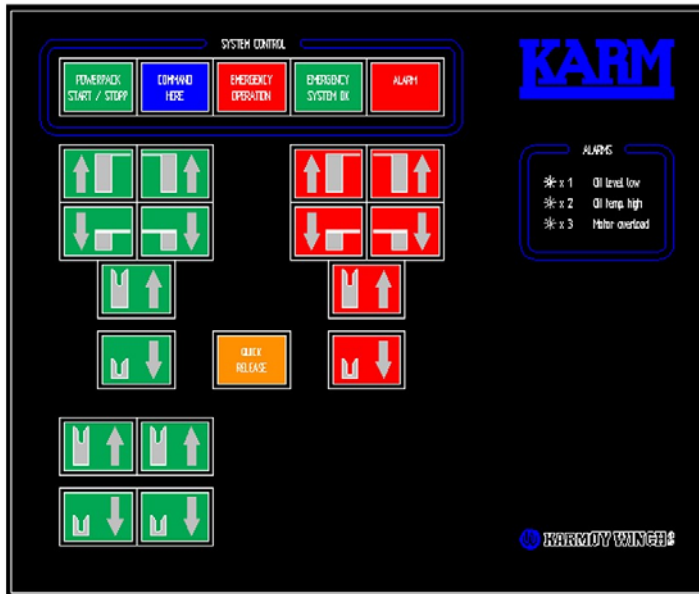 SYSTEM CONTROL
POWERPACK
START / STOPP
COMMAND
HERE
EMERGENCY
OPERATION
EMERGENCY
SYSTEM OK
ALARM
KARM
ALARMS
x 1 Oil level low
x 2 Oil temp. high
x 3 Motor overload
QUICK
RELEASE
KARMOY WINCH